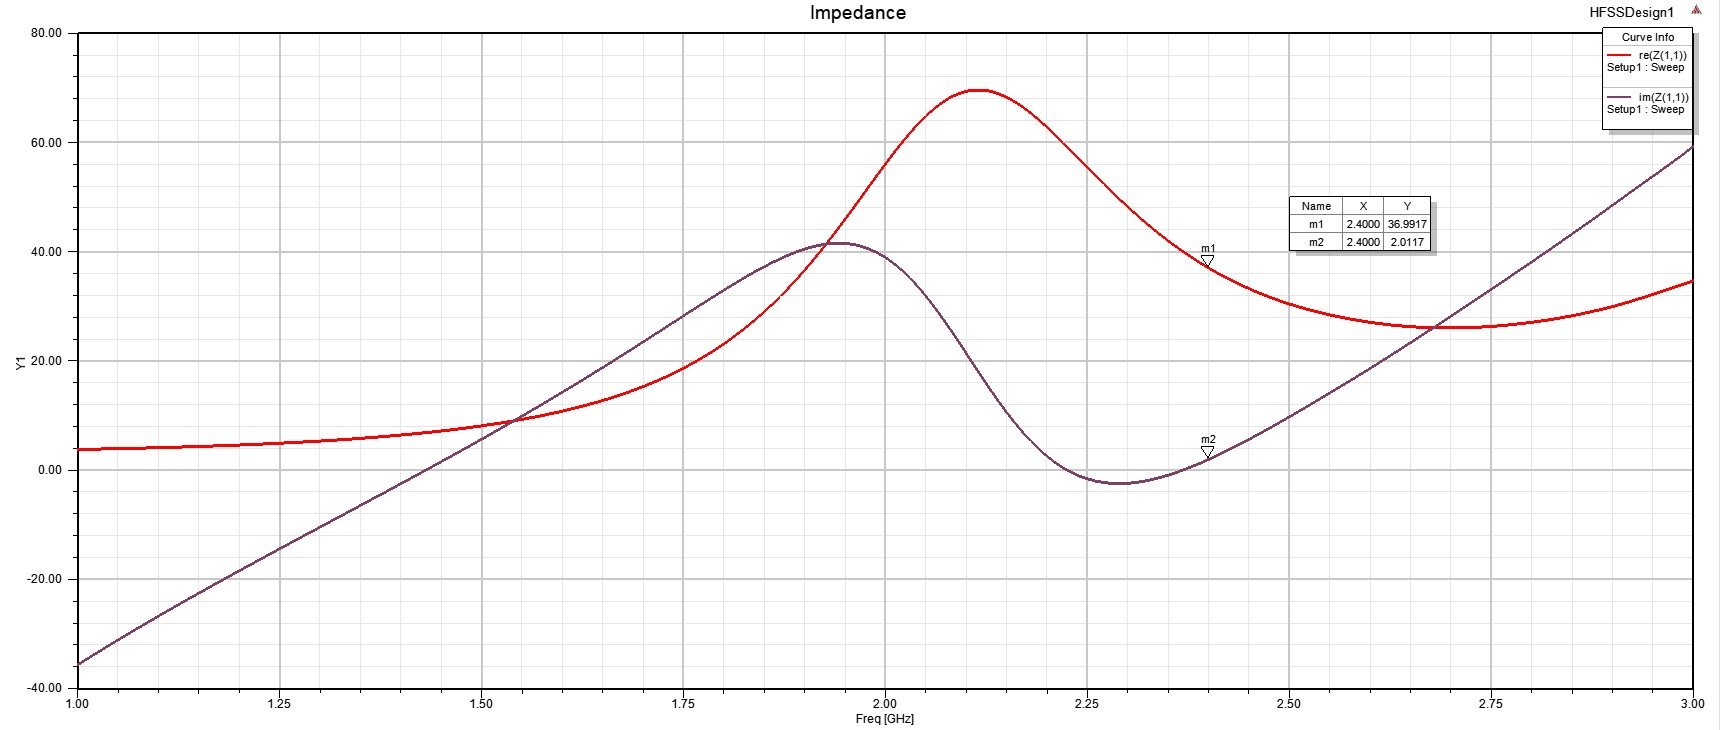 Impedance
HFSSDesign1
Curve Info
re(Z(1,1))
Setup1 : Sweep
im(Z(1,1))
Setup1 : Sweep
80.00
60.00
40.00
20.00
0.00
-20.00
-40.00
Y1
Name X Y
m1 2.4000 36.9917
m2 2.4000 2.0117
m1
m2
1.00 1.25 1.50 1.75 2.00 2.25 2.50 2.75 3.00
Freq [GHz]